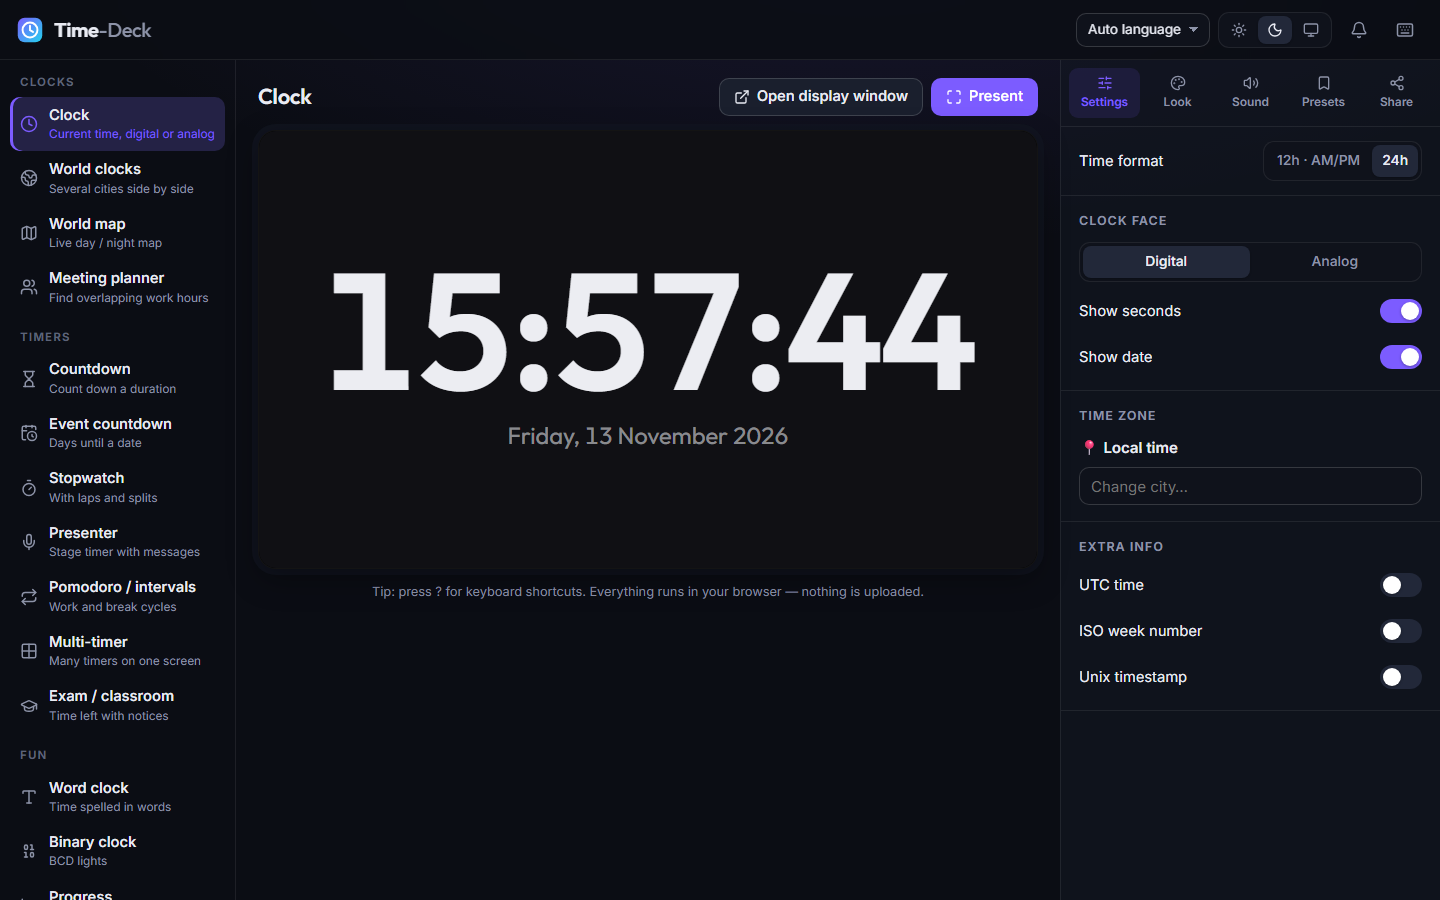 Time-Deck
Auto language
CLOCKS
Clock
Current time, digital or analog
World clocks
Several cities side by side
World map
Live day / night map
Meeting planner
Find overlapping work hours
TIMERS
Countdown
Count down a duration
Event countdown
Days until a date
Stopwatch
With laps and splits
Presenter
Stage timer with messages
Pomodoro / intervals
Work and break cycles
Multi-timer
Many timers on one screen
Exam / classroom
Time left with notices
FUN
Word clock
Time spelled in words
Binary clock
BCD lights
Progress
Clock
Open display window
Present
15:57:44
Friday, 13 November 2026
Tip: press ? for keyboard shortcuts. Everything runs in your browser — nothing is uploaded.
Settings
Look
Sound
Presets
Share
Time format
12h · AM/PM
24h
CLOCK FACE
Digital
Analog
Show seconds
Show date
TIME ZONE
📍 Local time
Change city...
EXTRA INFO
UTC time
ISO week number
Unix timestamp